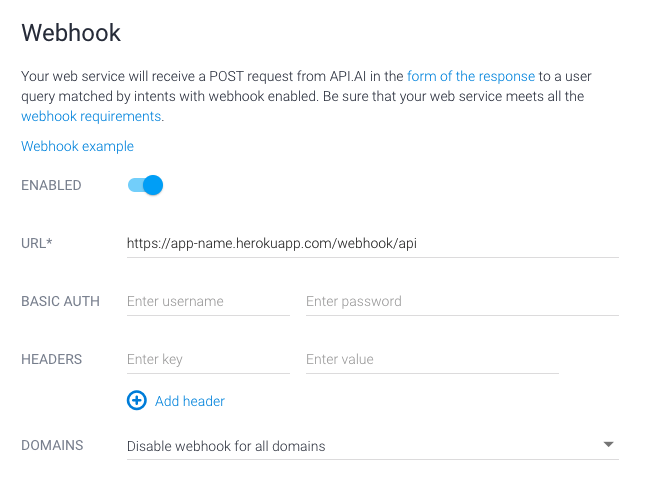 Webhook
Your web service will receive a POST request from API.AI in the form of the response to a user
query matched by intents with webhook enabled. Be sure that your web service meets all the
webhook requirements.
Webhook example
ENABLED
URL* https://app-name.herokuapp.com/webhook/api
BASIC AUTH Enter username Enter password
HEADERS Enter key Enter value
Add header
DOMAINS Disable webhook for all domains